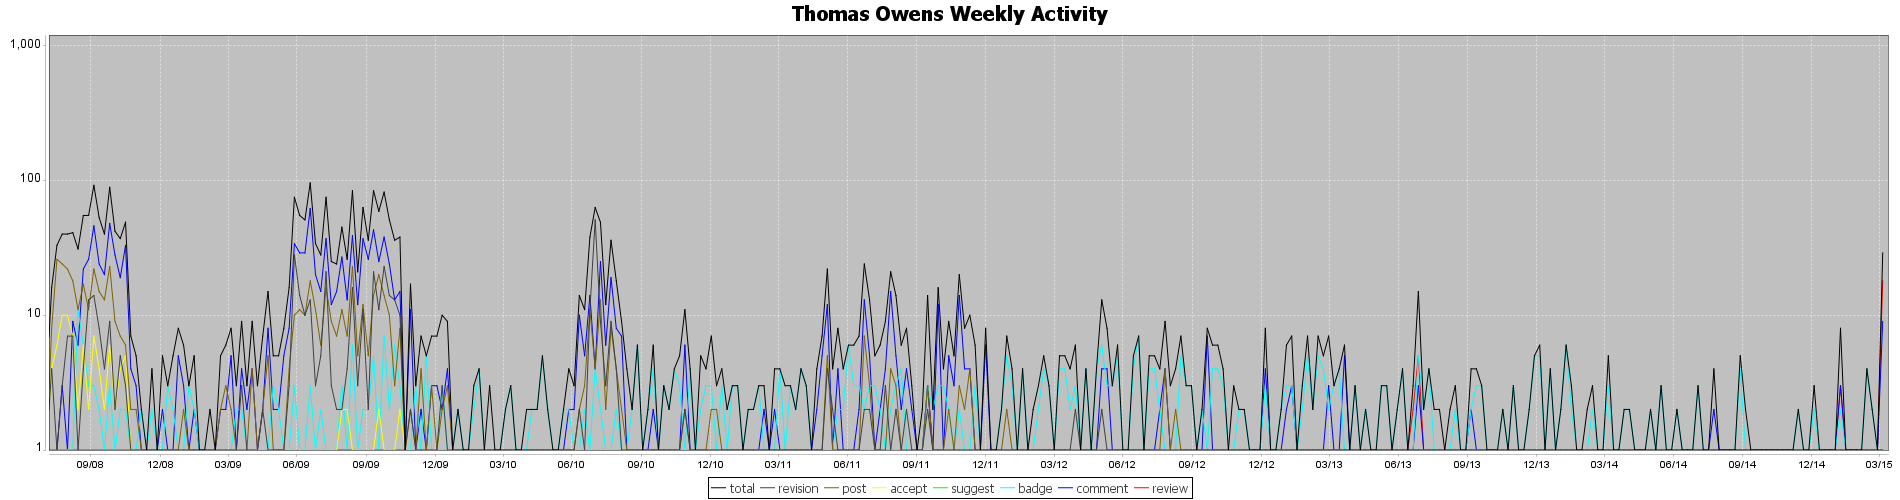 Thomas Owens Weekly Activity
1,000
100
10
1
09/08 12/08 03/09 06/09 09/09 12/09 03/10 06/10 09/10 12/10 03/11 06/11 09/11 12/11 03/12 06/12 09/12 12/12 03/13 06/13 09/13 12/13 03/14 06/14 09/14 12/14 03/15
total revision post accept suggest badge comment review